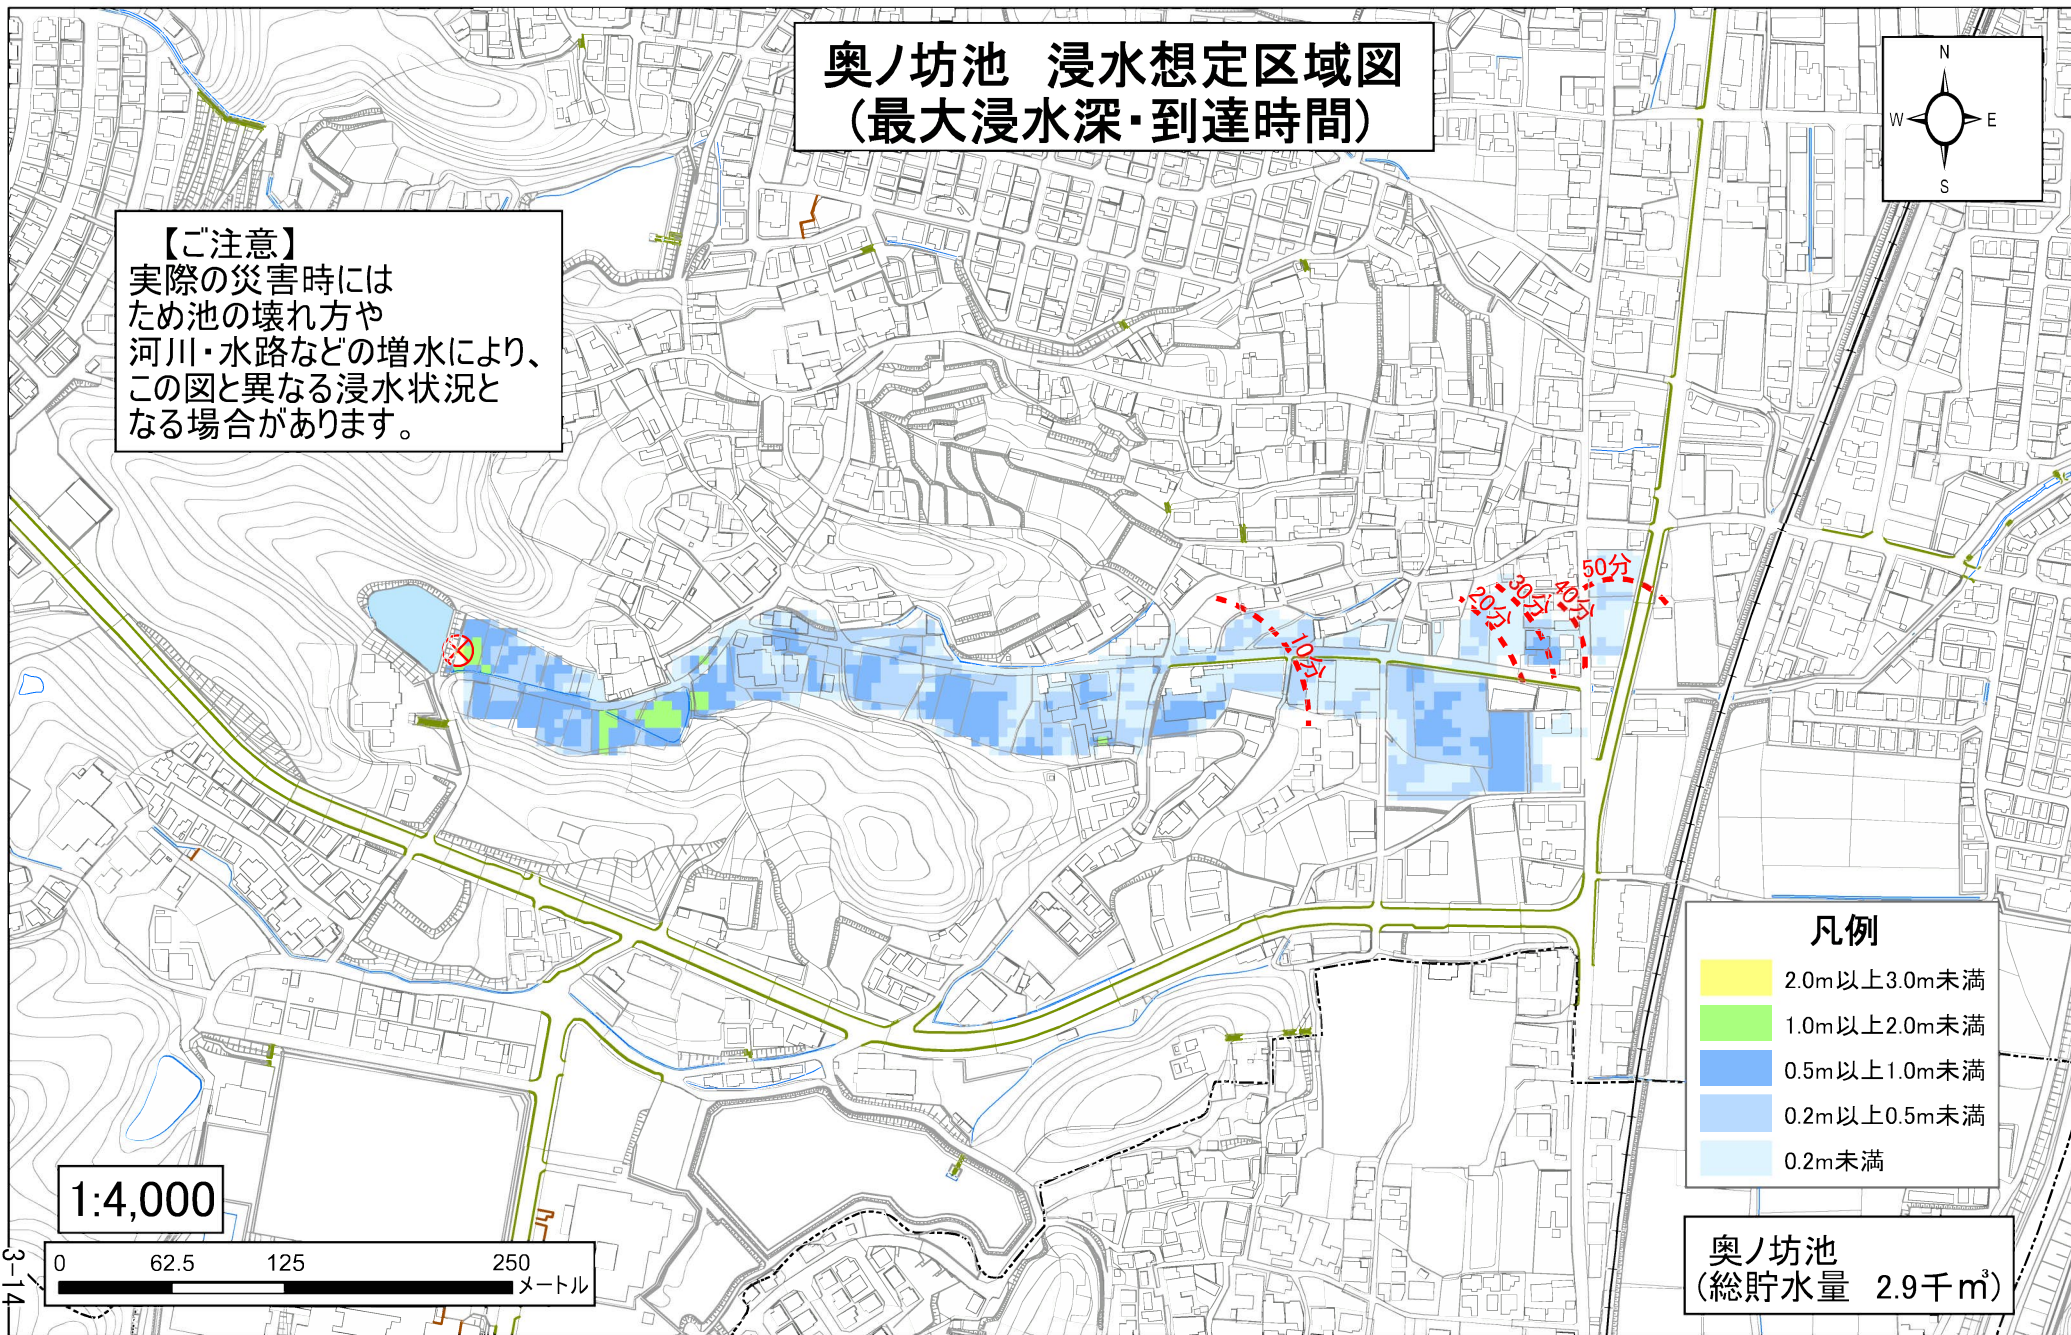 奥ノ坊池 浸水想定区域図
(最大浸水深・到達時間)
N
W E
S
【ご注意】
実際の災害時には
ため池の壊れ方や
河川・水路などの増水により、
この図と異なる浸水状況と
なる場合があります。
10分
20分
30分
40分
50分
凡例
2.0m以上3.0m未満
1.0m以上2.0m未満
0.5m以上1.0m未満
0.2m以上0.5m未満
0.2m未満
1:4,000
0 62.5 125 250
メートル
3-14
奥ノ坊池
(総貯水量 2.9千㎥)